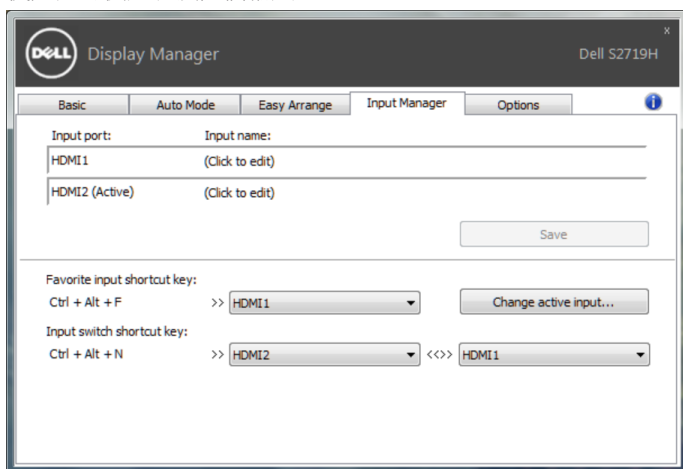 DELL Display Manager
x
Dell S2719H
Basic Auto Mode Easy Arrange Input Manager Options i
Input port: Input name:
HDMI1 (Click to edit)
HDMI2 (Active) (Click to edit)
Save
Favorite input shortcut key:
Ctrl + Alt + F >> HDMI1 Change active input...
Input switch shortcut key:
Ctrl + Alt + N >> HDMI2 <<>> HDMI1